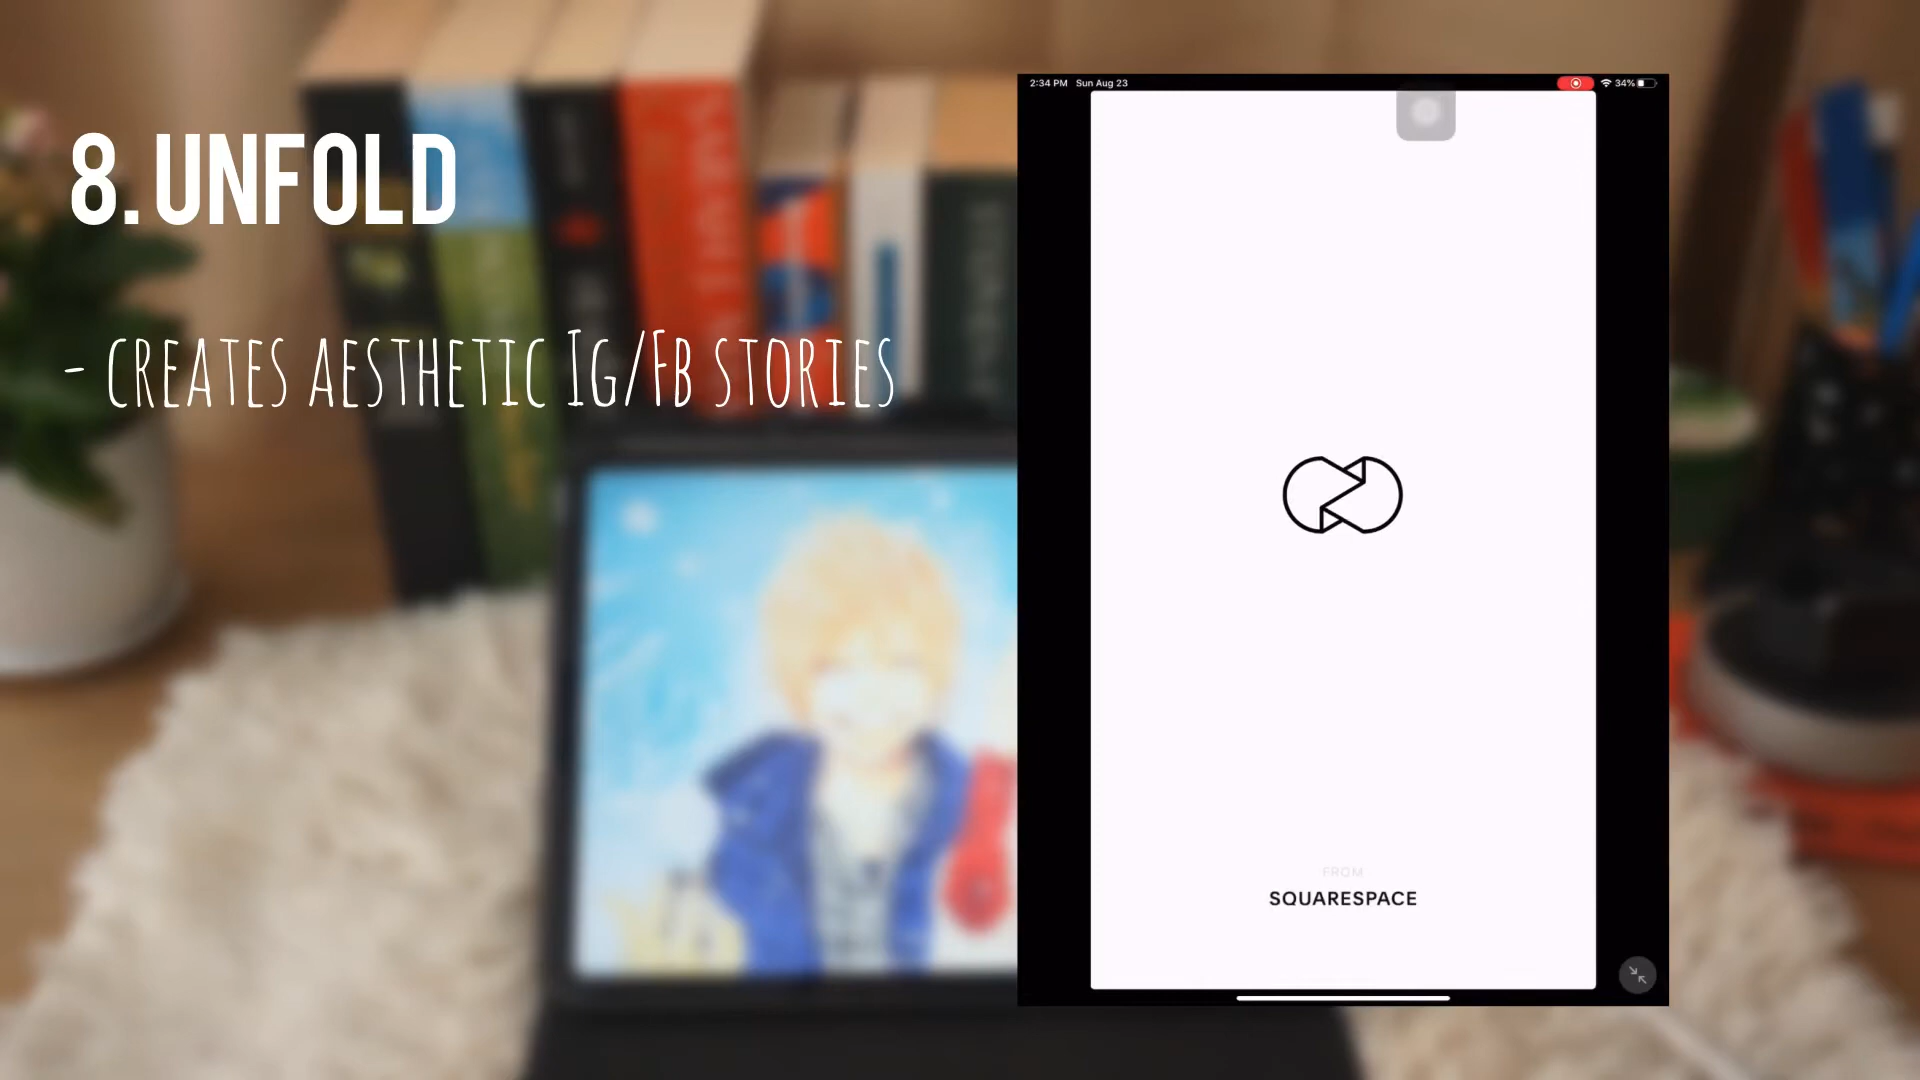 8. UNFOLD
- CREATES AESTHETIC IG/FB STORIES
2:34 PM Sun Aug 23
34%
FROM
SQUARESPACE